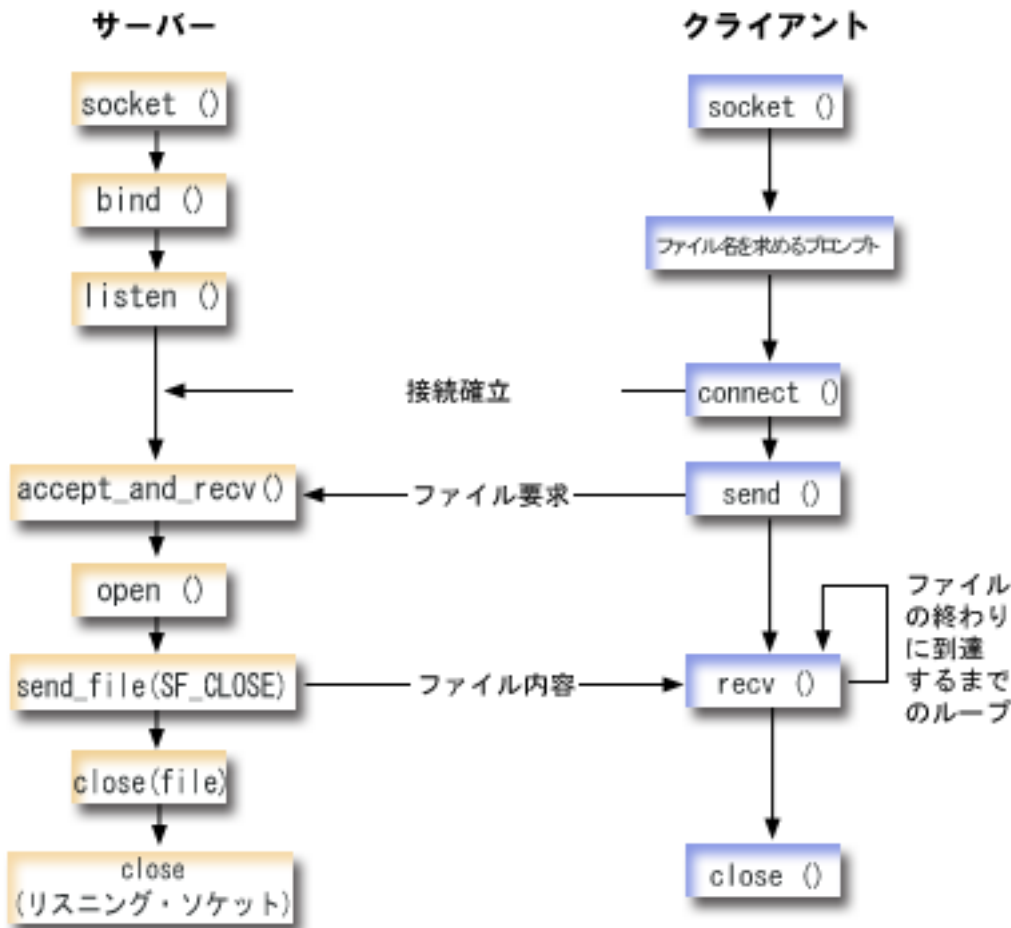 サーバー
クライアント
socket ()
bind ()
listen ()
accept_and_recv()
open ()
send_file(SF_CLOSE)
close(file)
close
(リスニング・ソケット)
接続確立
ファイル要求
ファイル内容
socket ()
ファイル名を求めるプロンプト
connect ()
send ()
recv ()
close ()
ファイル
の終わり
に到達
するまで
のループ